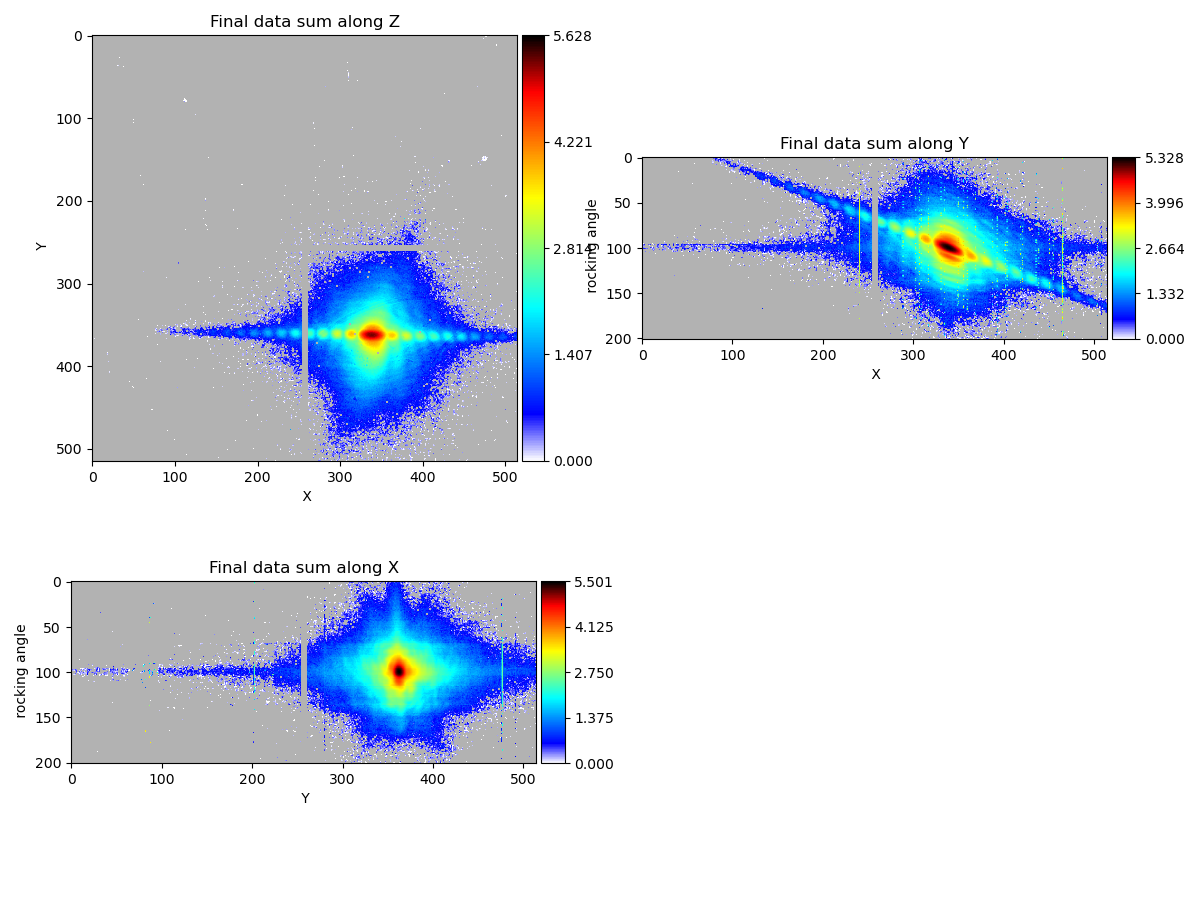 Final data sum along Z
0
100
200
300
400
500
Y
0 100 200 300 400 500
X
5.628
4.221
2.814
1.407
0.000
Final data sum along Y
0
50
100
150
200
rocking angle
0 100 200 300 400 500
X
5.328
3.996
2.664
1.332
0.000
Final data sum along X
0
50
100
150
200
rocking angle
0 100 200 300 400 500
Y
5.501
4.125
2.750
1.375
0.000